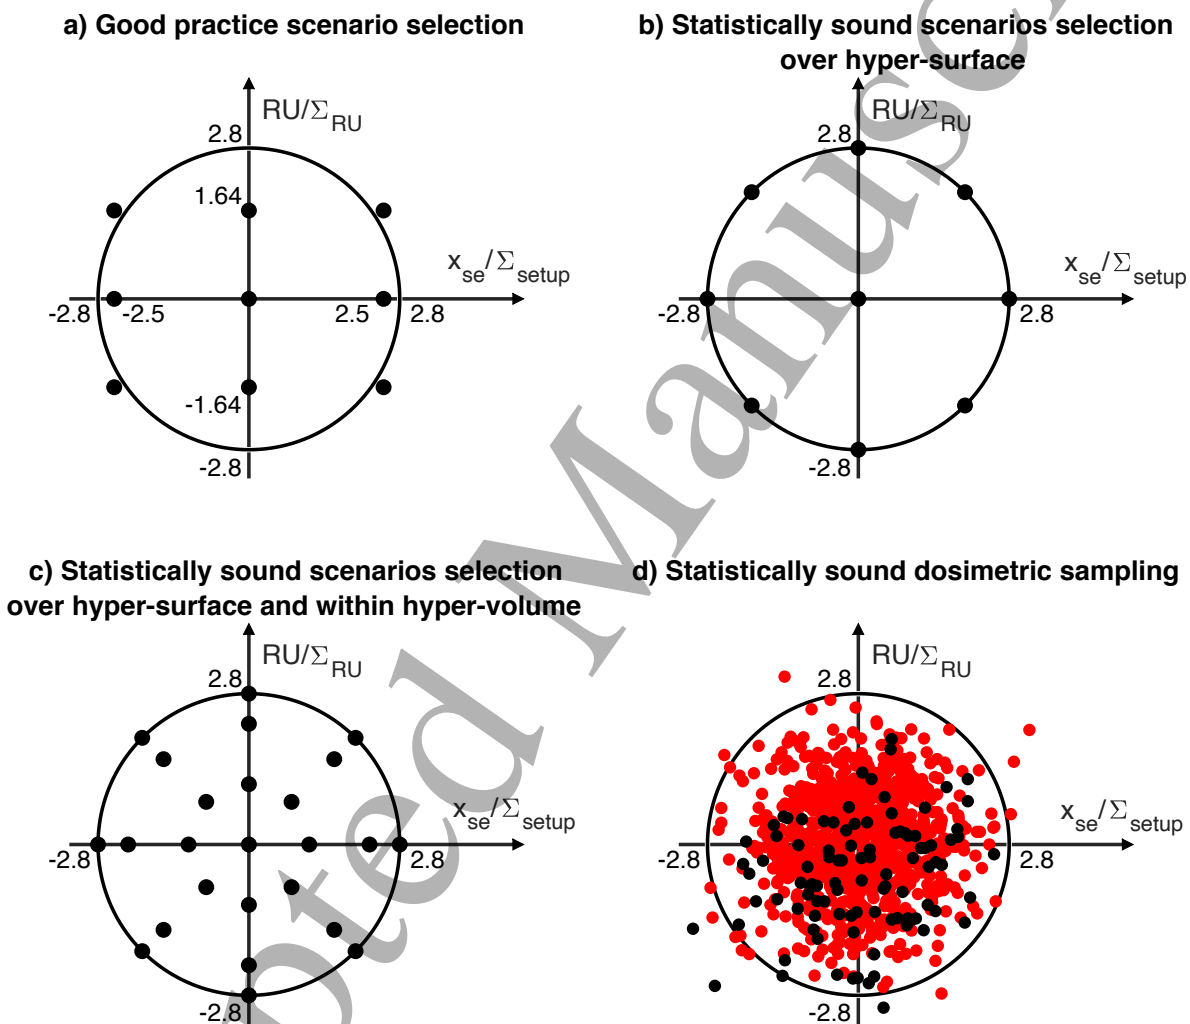 a) Good practice scenario selection
RU/Σ_RU
2.8
1.64
x_se/Σ_setup
-2.8
-2.5
2.5
2.8
-1.64
-2.8
b) Statistically sound scenarios selection
over hyper-surface
RU/Σ_RU
2.8
x_se/Σ_setup
-2.8
2.8
-2.8
c) Statistically sound scenarios selection
over hyper-surface and within hyper-volume
RU/Σ_RU
2.8
x_se/Σ_setup
-2.8
2.8
-2.8
d) Statistically sound dosimetric sampling
RU/Σ_RU
2.8
x_se/Σ_setup
-2.8
2.8
-2.8
pted Manusc